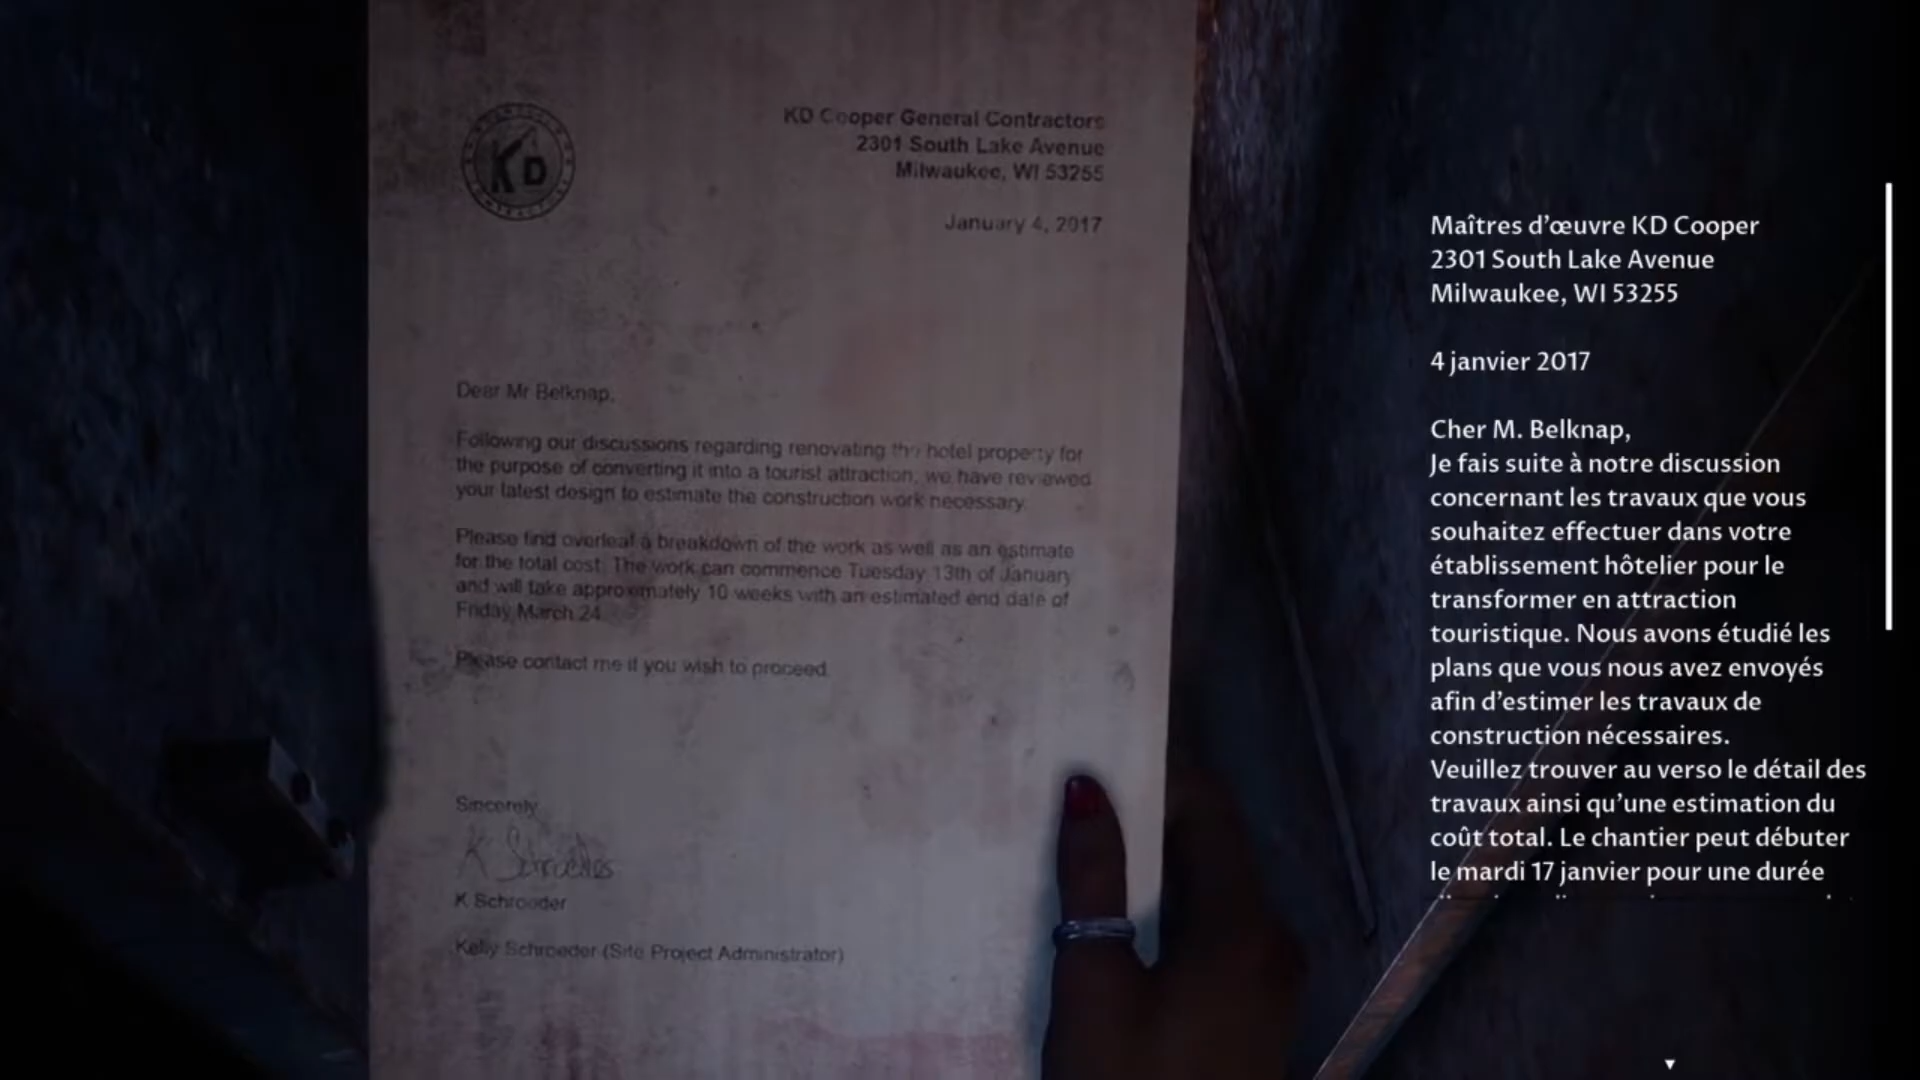 KD
KD Cooper General Contractors
2301 South Lake Avenue
Milwaukee, WI 53255
January 4, 2017
Dear Mr Belknap,
Following our discussions regarding renovating the hotel property for
the purpose of converting it into a tourist attraction, we have reviewed
your latest design to estimate the construction work necessary.
Please find overleaf a breakdown of the work as well as an estimate
for the total cost. The work can commence Tuesday 13th of January
and will take approximately 10 weeks with an estimated end date of
Friday March 24.
Please contact me if you wish to proceed.
Sincerely,
K Schroeder
K Schroeder
Kelly Schroeder (Site Project Administrator)
Maîtres d'œuvre KD Cooper
2301 South Lake Avenue
Milwaukee, WI 53255
4 janvier 2017
Cher M. Belknap,
Je fais suite à notre discussion
concernant les travaux que vous
souhaitez effectuer dans votre
établissement hôtelier pour le
transformer en attraction
touristique. Nous avons étudié les
plans que vous nous avez envoyés
afin d'estimer les travaux de
construction nécessaires.
Veuillez trouver au verso le détail des
travaux ainsi qu'une estimation du
coût total. Le chantier peut débuter
le mardi 17 janvier pour une durée